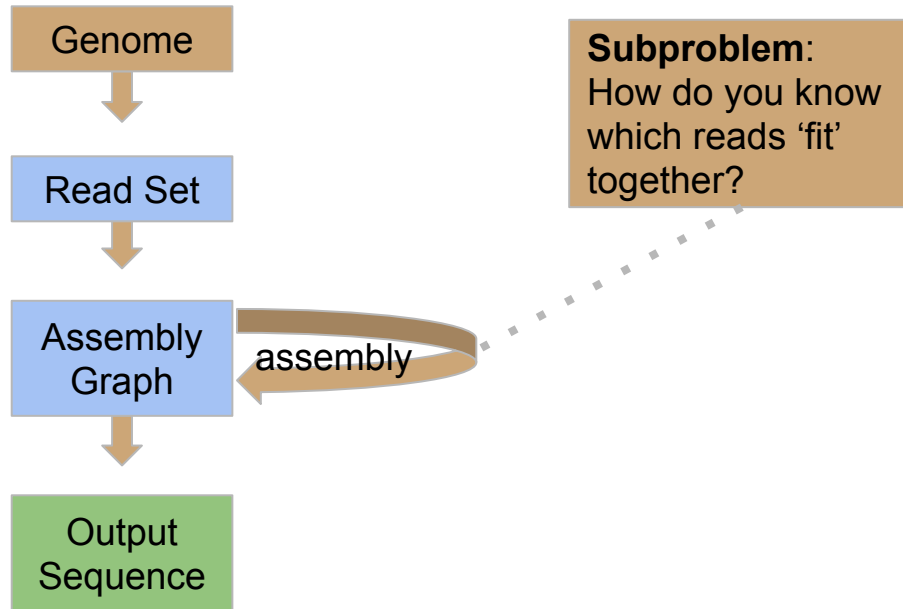 Genome
Subproblem:
How do you know
which reads ‘fit’
together?
Read Set
Assembly
Graph
assembly
Output
Sequence